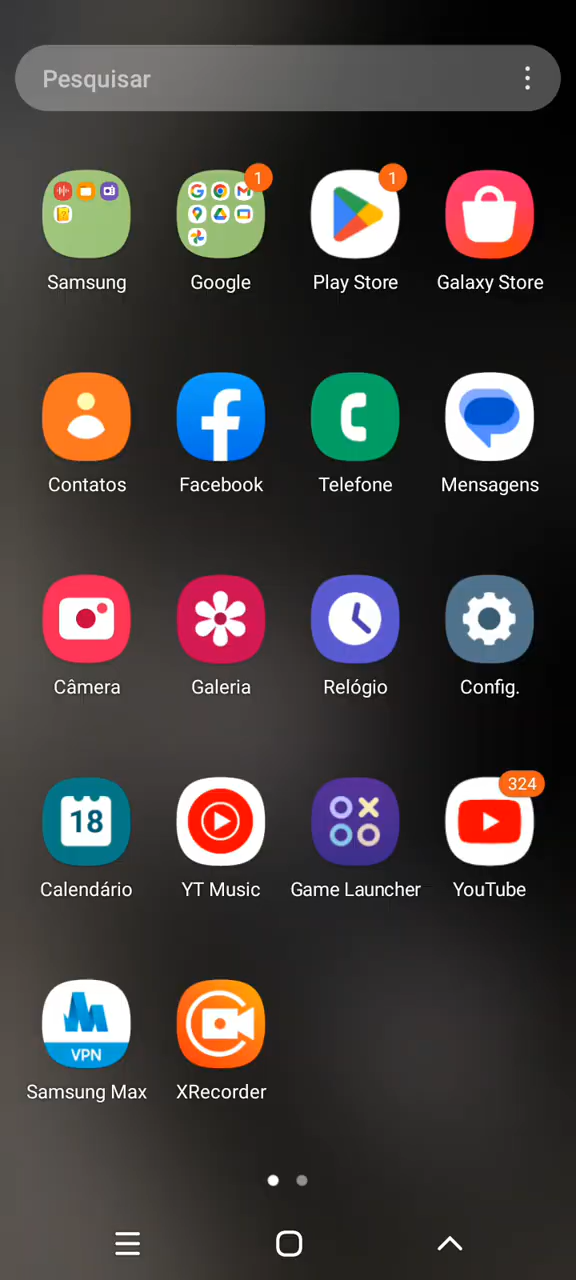 Pesquisar
1
1
Samsung
Google
Play Store
Galaxy Store
Contatos
Facebook
Telefone
Mensagens
Câmera
Galeria
Relógio
Config.
18
324
Calendário
YT Music
Game Launcher
YouTube
VPN
Samsung Max
XRecorder